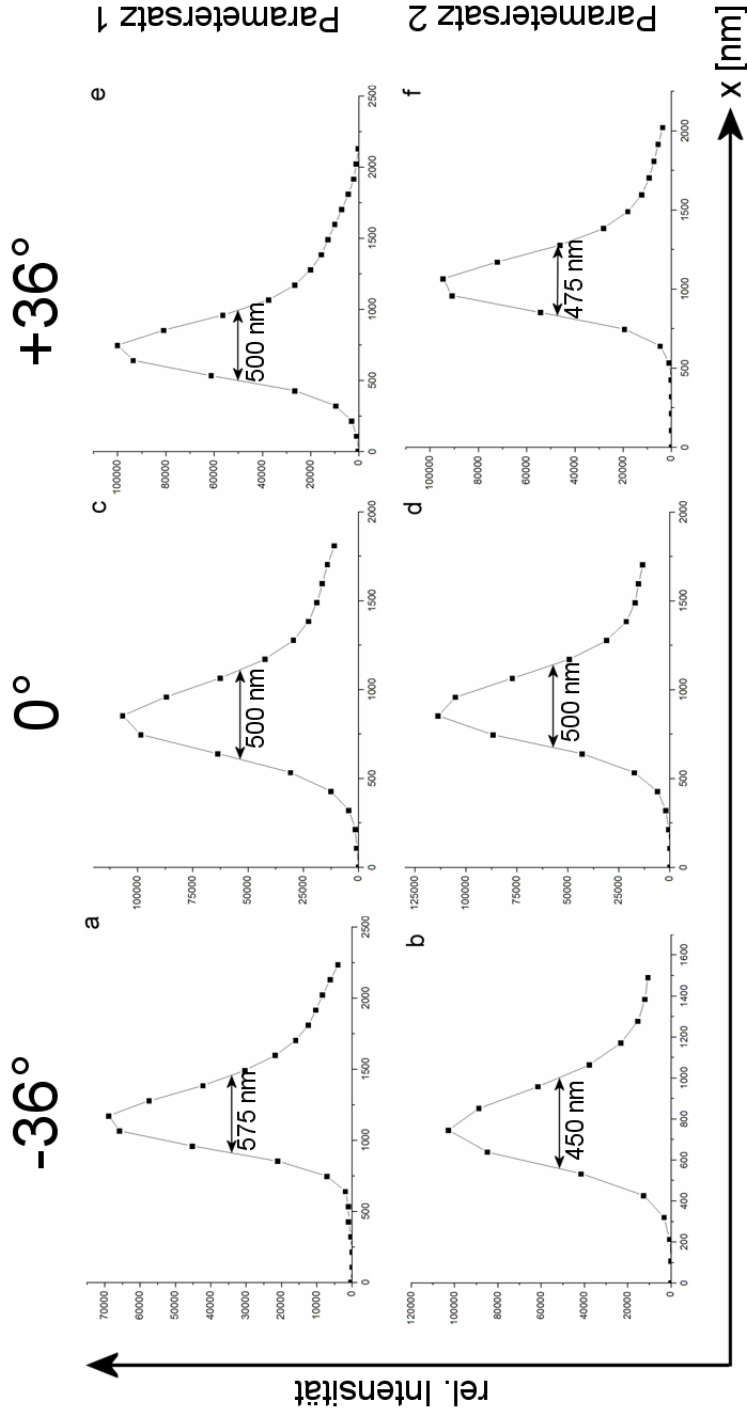 -36°
0°
+36°
rel. Intensität
a
70000
60000
50000
40000
30000
20000
10000
0
575 nm
0 500 1000 1500 2000 2500
c
100000
75000
50000
25000
0
500 nm
0 500 1000 1500 2000
e
100000
80000
60000
40000
20000
0
500 nm
0 500 1000 1500 2000 2500
Parametersatz 1
b
120000
100000
80000
60000
40000
20000
0
450 nm
0 200 400 600 800 1000 1200 1400 1600
d
125000
100000
75000
50000
25000
0
500 nm
0 500 1000 1500 2000
f
100000
80000
60000
40000
20000
0
475 nm
0 500 1000 1500 2000
Parametersatz 2
x [nm]